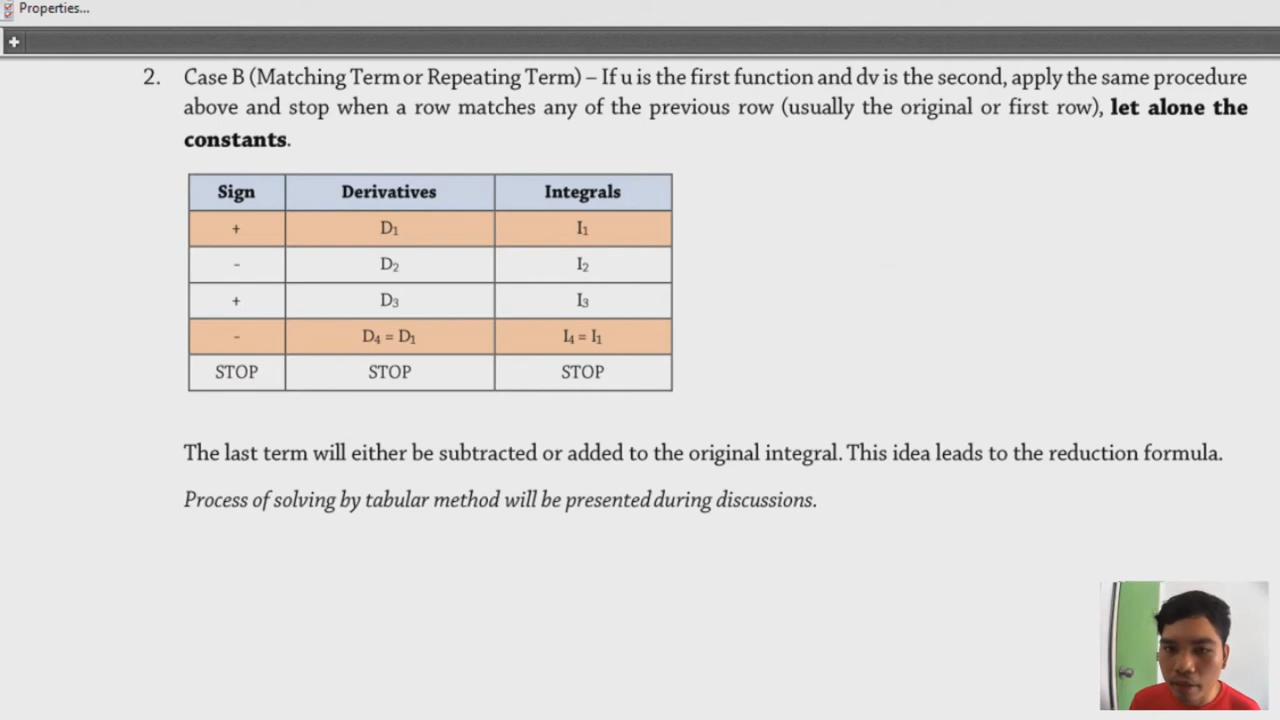 Properties...
+
2. Case B (Matching Term or Repeating Term) – If u is the first function and dv is the second, apply the same procedure
above and stop when a row matches any of the previous row (usually the original or first row), let alone the
constants.
Sign Derivatives Integrals
+ D₁ I₁
- D₂ I₂
+ D₃ I₃
- D₄ = D₁ I₄ = I₁
STOP STOP STOP
The last term will either be subtracted or added to the original integral. This idea leads to the reduction formula.
Process of solving by tabular method will be presented during discussions.